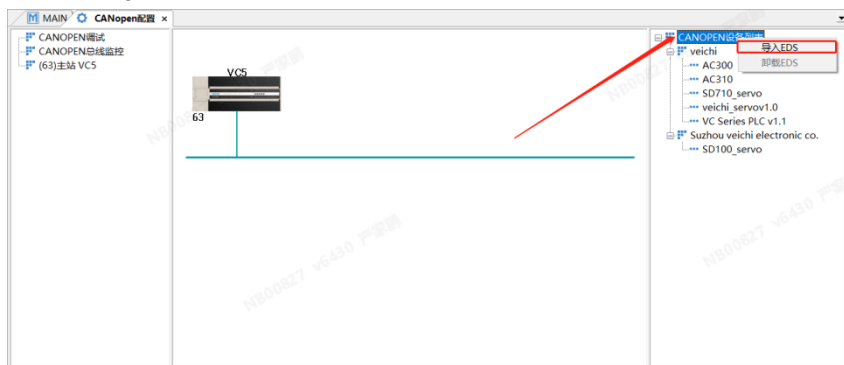 MAIN
CANopen配置 ×
CANOPEN调试
CANOPEN总线监控
(63)主站 VC5
VC5
63
CANOPEN设备列表
导入EDS
卸载EDS
veichi
AC300
AC310
SD710_servo
veichi_servov1.0
VC Series PLC v1.1
Suzhou veichi electronic co.
SD100_servo
NB00827 v6430 严家鹏
NB00827 v6430